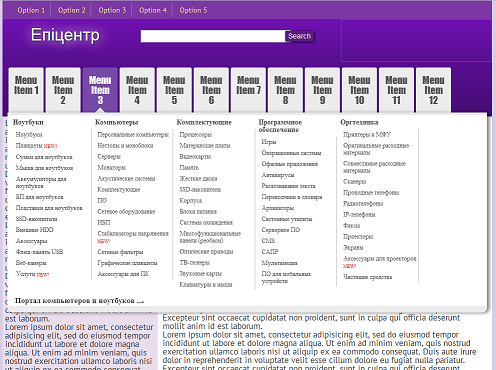 Option 1 Option 2 Option 3 Option 4 Option 5
Епіцентр
Search
Menu Item 1
Menu Item 2
Menu Item 3
Menu Item 4
Menu Item 5
Menu Item 6
Menu Item 7
Menu Item 8
Menu Item 9
Menu Item 10
Menu Item 11
Menu Item 12
Ноутбуки
Ноутбуки
Планшеты NEW!
Сумки для ноутбуков
Мыши для ноутбуков
Аккумуляторы для
ноутбуков
БП для ноутбуков
Подставки для ноутбуков
SSD-накопители
Внешние HDD
Аксессуары
Флеш-память USB
Веб-камеры
Услуги NEW!
Компьютеры
Персональные компьютеры
Неттопы и моноблоки
Серверы
Мониторы
Акустические системы
Комплектующие
ПО
Сетевое оборудование
ИБП
Стабилизаторы напряжения
NEW!
Сетевые фильтры
Графические планшеты
Аксессуары для ПК
Комплектующие
Процессоры
Материнские платы
Видеокарты
Память
Жесткие диски
SSD-накопители
Корпуса
Блоки питания
Системы охлаждения
Многофункциональные
панели (реобасы)
Оптические приводы
TВ-тюнеры
Звуковые карты
Клавиатуры и мыши
Программное
обеспечение
Игры
Операционные системы
Офисные приложения
Антивирусы
Распознавание текста
Переводчики и словари
Архиваторы
Системные утилиты
Серверное ПО
CMS
САПР
Мультимедиа
ПО для мобильных
устройств
Оргтехника
Принтеры и МФУ
Оригинальные расходные
материалы
Совместимые расходные
материалы
Сканеры
Проводные телефоны
Радиотелефоны
IP-телефоны
Факсы
Проекторы
Экраны
Аксессуары для проекторов
NEW!
Чистящие средства
Портал компьютеров и ноутбуков →
est laborum.
Lorem ipsum dolor sit amet, consectetur
adipisicing elit, sed do eiusmod tempor
incididunt ut labore et dolore magna
aliqua. Ut enim ad minim veniam, quis
nostrud exercitation ullamco laboris nisi
ut aliquip ex ea commodo consequat.
Excepteur sint occaecat cupidatat non proident, sunt in culpa qui officia deserunt
mollit anim id est laborum.
Lorem ipsum dolor sit amet, consectetur adipisicing elit, sed do eiusmod tempor
incididunt ut labore et dolore magna aliqua. Ut enim ad minim veniam, quis nostrud
exercitation ullamco laboris nisi ut aliquip ex ea commodo consequat. Duis aute irure
dolor in reprehenderit in voluptate velit esse cillum dolore eu fugiat nulla pariatur.
Excepteur sint occaecat cupidatat non proident, sunt in culpa qui officia deserunt